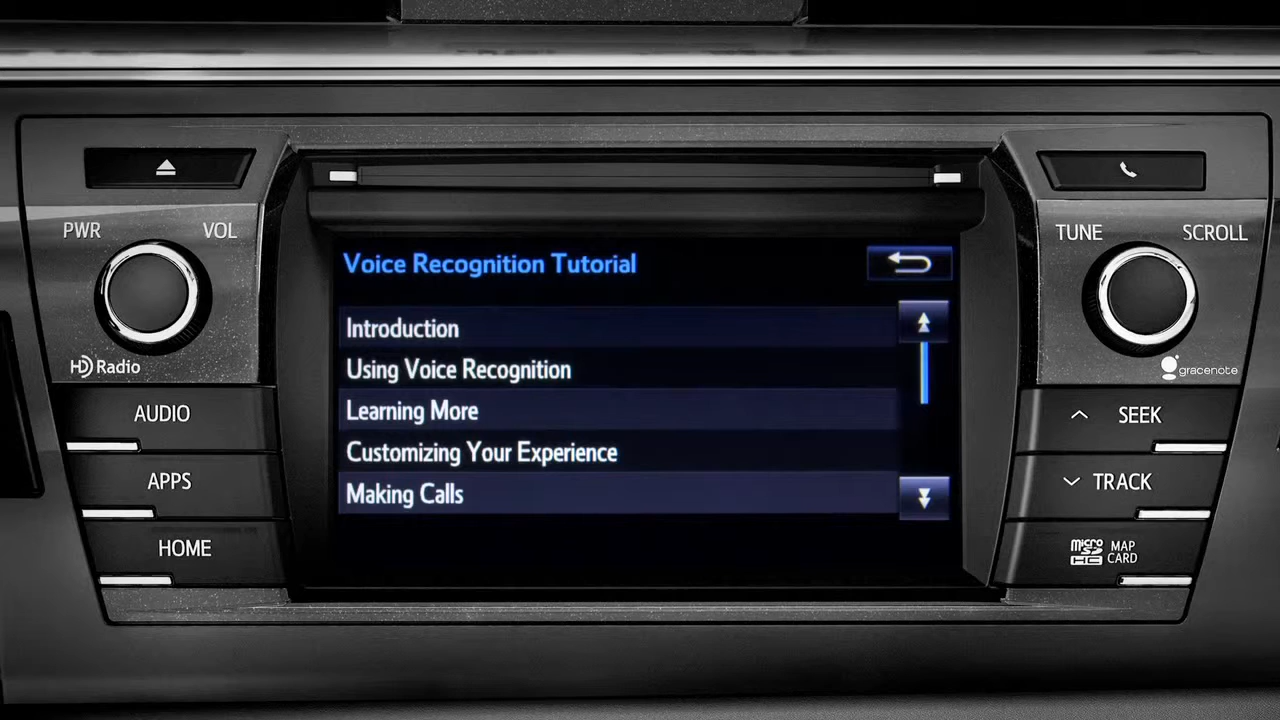 PWR VOL
HD Radio
AUDIO
APPS
HOME
Voice Recognition Tutorial
Introduction
Using Voice Recognition
Learning More
Customizing Your Experience
Making Calls
TUNE SCROLL
gracenote
SEEK
TRACK
micro SD HC MAP CARD